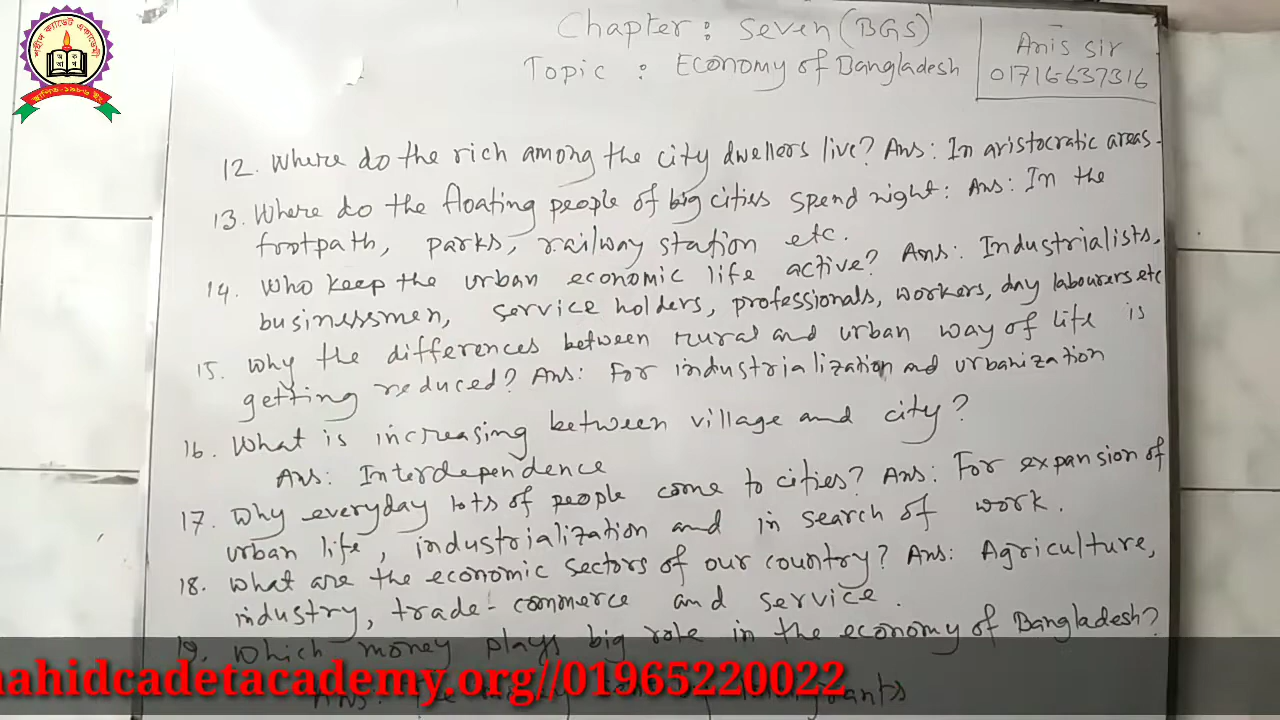 শহীদ ক্যাডেট একাডেমী
স্থাপিত-১৯৮৬ ইং
Chapter : Seven (BGS)
Topic : Economy of Bangladesh
Anis sir
01716-637316
12. Where do the rich among the city dwellers live? Ans: In aristocratic areas.
13. Where do the floating people of big cities spend night: Ans: In the
footpath, parks, railway station etc.
14. Who keep the urban economic life active? Ans: Industrialists,
businessmen, service holders, professionals, workers, day labourers etc
15. Why the differences between rural and urban way of life is
getting reduced? Ans: For industrialization and urbanization
16. What is increasing between village and city?
Ans: Interdependence
17. Why everyday lots of people come to cities? Ans: For expansion of
urban life, industrialization and in search of work.
18. What are the economic sectors of our country? Ans: Agriculture,
industry, trade-commerce and service.
19. Which money plays big role in the economy of Bangladesh?
Ans: The
ahidcadetacademy.org//01965220022